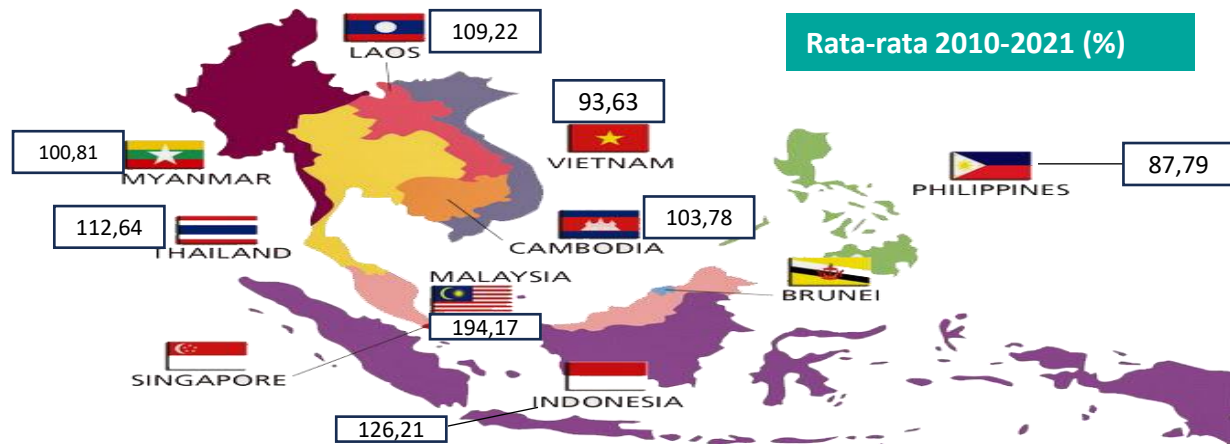 Rata-rata 2010-2021 (%)
109,22
LAOS
93,63
VIETNAM
100,81
MYANMAR
87,79
PHILIPPINES
112,64
THAILAND
103,78
CAMBODIA
MALAYSIA
194,17
BRUNEI
SINGAPORE
INDONESIA
126,21